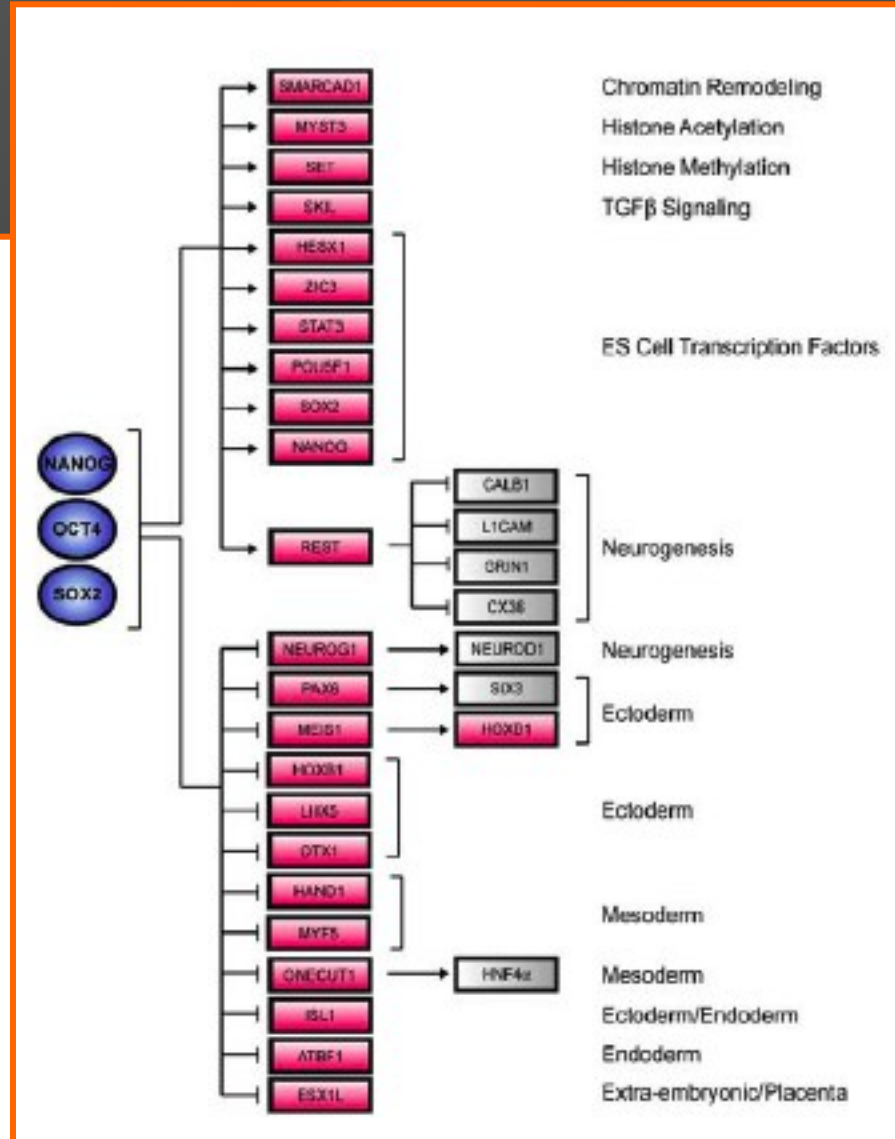 SMARCAD1 Chromatin Remodeling
MYST3 Histone Acetylation
SET Histone Methylation
SKIL TGFβ Signaling
HESX1
ZIC3
STAT3 ES Cell Transcription Factors
POU5F1
SOX2
NANOG
NANOG
OCT4
SOX2
CALB1
L1CAM
REST Neurogenesis
GRIN1
CX36
NEUROG1 NEUROD1 Neurogenesis
PAX6 SIX3
Ectoderm
MEIS1 HOXB1
HOXB1
LHX5 Ectoderm
OTX1
HAND1
Mesoderm
MYF5
ONECUT1 HNF4α Mesoderm
ISL1 Ectoderm/Endoderm
ATBF1 Endoderm
ESX1L Extra-embryonic/Placenta